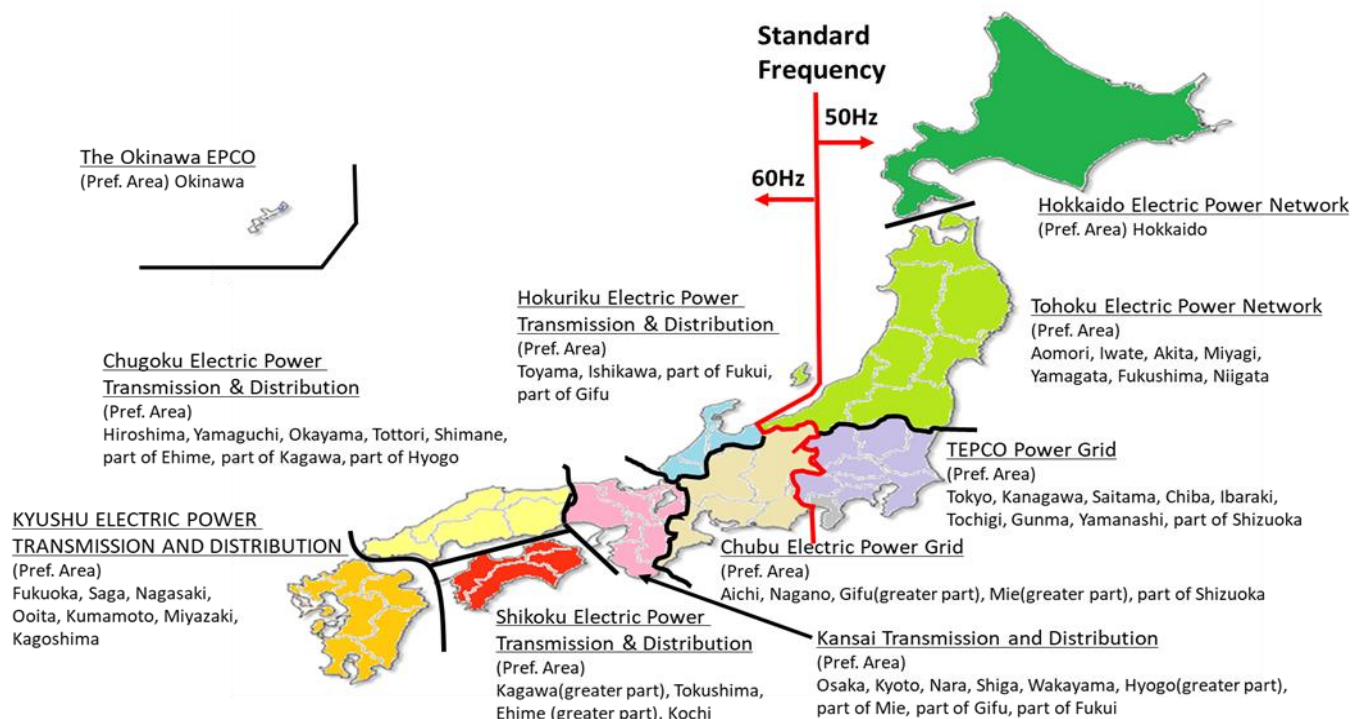 Standard
Frequency
50Hz
60Hz
The Okinawa EPCO
(Pref. Area) Okinawa
Hokkaido Electric Power Network
(Pref. Area) Hokkaido
Hokuriku Electric Power
Transmission & Distribution
(Pref. Area)
Toyama, Ishikawa, part of Fukui,
part of Gifu
Tohoku Electric Power Network
(Pref. Area)
Aomori, Iwate, Akita, Miyagi,
Yamagata, Fukushima, Niigata
Chugoku Electric Power
Transmission & Distribution
(Pref. Area)
Hiroshima, Yamaguchi, Okayama, Tottori, Shimane,
part of Ehime, part of Kagawa, part of Hyogo
TEPCO Power Grid
(Pref. Area)
Tokyo, Kanagawa, Saitama, Chiba, Ibaraki,
Tochigi, Gunma, Yamanashi, part of Shizuoka
KYUSHU ELECTRIC POWER
TRANSMISSION AND DISTRIBUTION
(Pref. Area)
Fukuoka, Saga, Nagasaki,
Ooita, Kumamoto, Miyazaki,
Kagoshima
Chubu Electric Power Grid
(Pref. Area)
Aichi, Nagano, Gifu(greater part), Mie(greater part), part of Shizuoka
Shikoku Electric Power
Transmission & Distribution
(Pref. Area)
Kagawa(greater part), Tokushima,
Ehime (greater part), Kochi
Kansai Transmission and Distribution
(Pref. Area)
Osaka, Kyoto, Nara, Shiga, Wakayama, Hyogo(greater part),
part of Mie, part of Gifu, part of Fukui